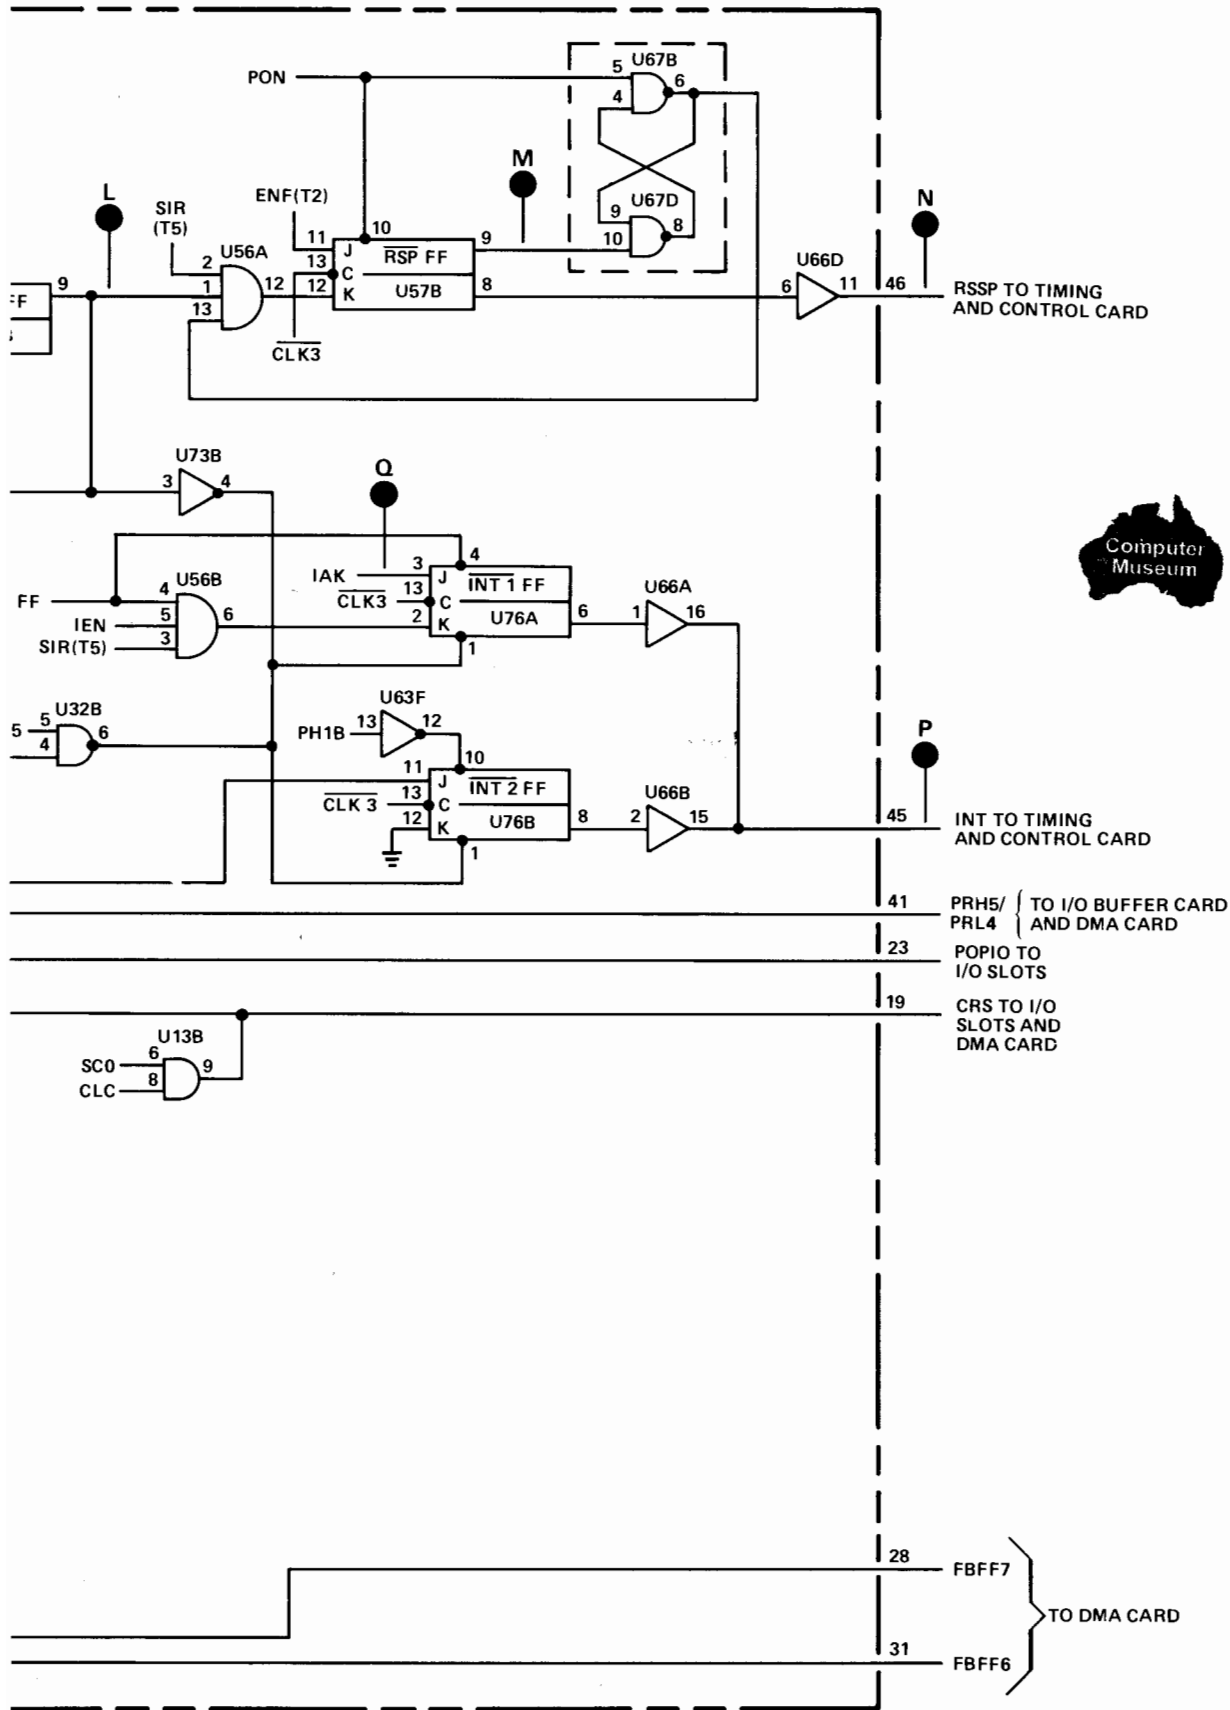 U67B
PON
5
6
4
M
L
SIR
(T5)
ENF(T2)
U67D
N
9
8
10
U56A
11
10
J
RSP FF
9
13
C
2
12
K
U57B
8
9
1
12
13
FF
CLK3
U66D
6
11
46
RSSP TO TIMING
AND CONTROL CARD
U73B
3
4
Q
Computer
Museum
4
IAK
3
J
INT 1 FF
CLK3
13
C
U76A
6
2
K
1
U66A
1
16
U56B
FF
4
IEN
5
6
SIR(T5)
3
U32B
5
5
4
6
U63F
PH1B
13
12
P
10
11
J
INT 2 FF
CLK 3
13
C
U76B
8
12
K
1
U66B
2
15
45
INT TO TIMING
AND CONTROL CARD
41
PRH5/
PRL4
TO I/O BUFFER CARD
AND DMA CARD
23
POPIO TO
I/O SLOTS
19
CRS TO I/O
SLOTS AND
DMA CARD
U13B
SC0
6
9
CLC
8
28
FBFF7
TO DMA CARD
31
FBFF6